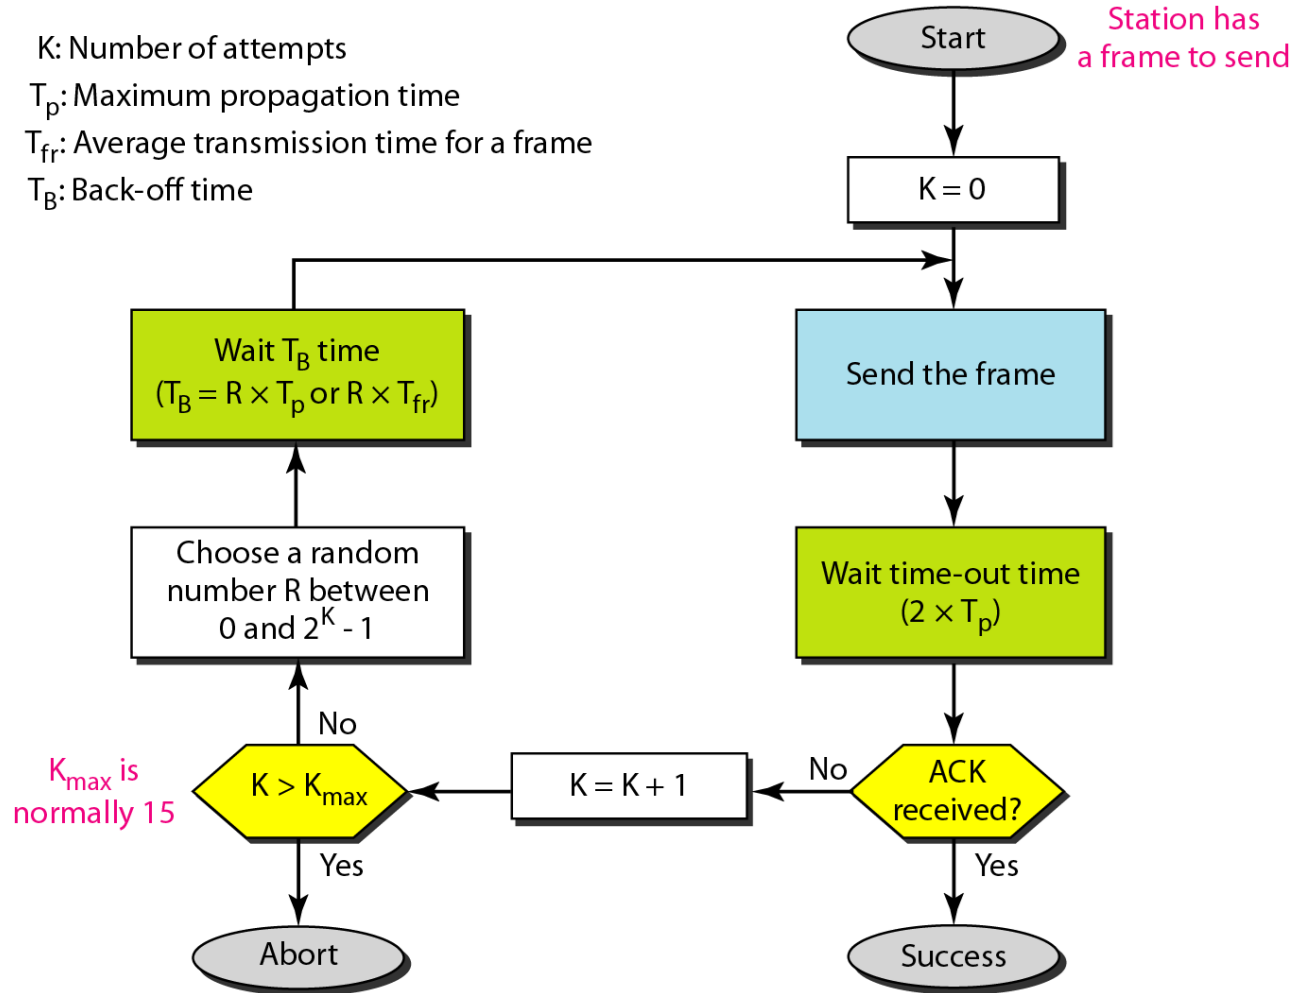 K: Number of attempts
Tp: Maximum propagation time
Tfr: Average transmission time for a frame
TB: Back-off time
Start
Station has
a frame to send
K = 0
Wait TB time
(TB = R × Tp or R × Tfr)
Send the frame
Choose a random
number R between
0 and 2^K - 1
Wait time-out time
(2 × Tp)
No
Kmax is
normally 15
K > Kmax
K = K + 1
No
ACK
received?
Yes
Yes
Abort
Success